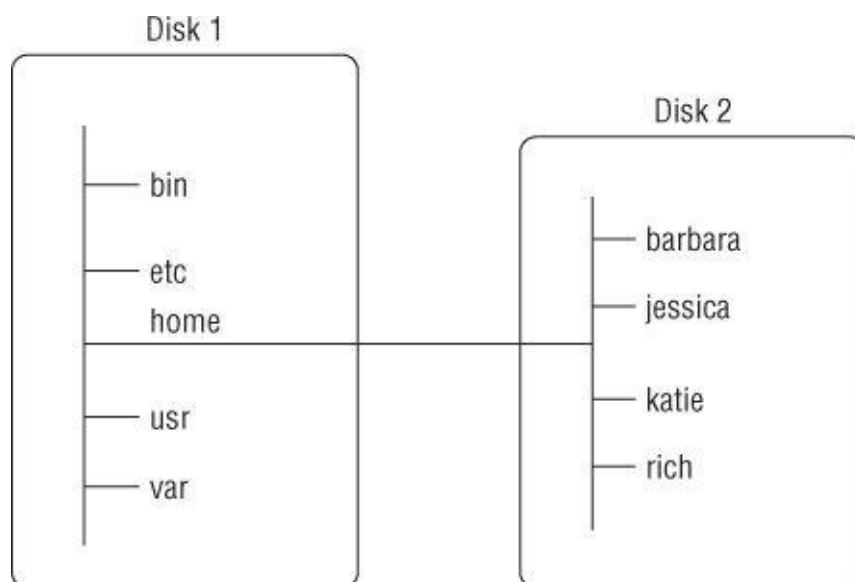 Disk 1
bin
etc
home
usr
var
Disk 2
barbara
jessica
katie
rich